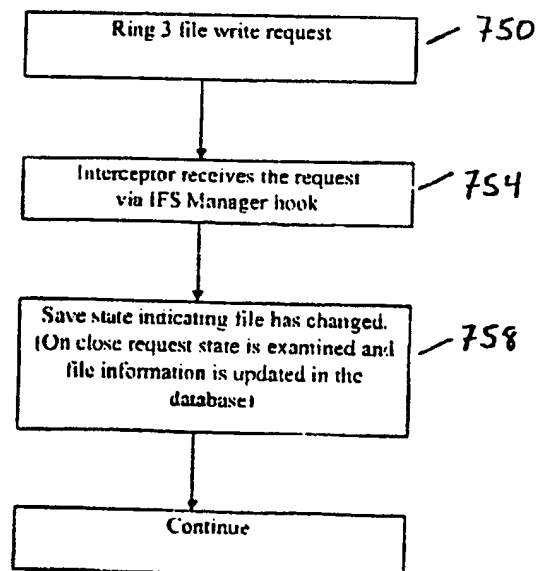 Ring 3 file write request
750
Interceptor receives the request
via IFS Manager hook
754
Save state indicating file has changed.
(On close request state is examined and
file information is updated in the
database)
758
Continue